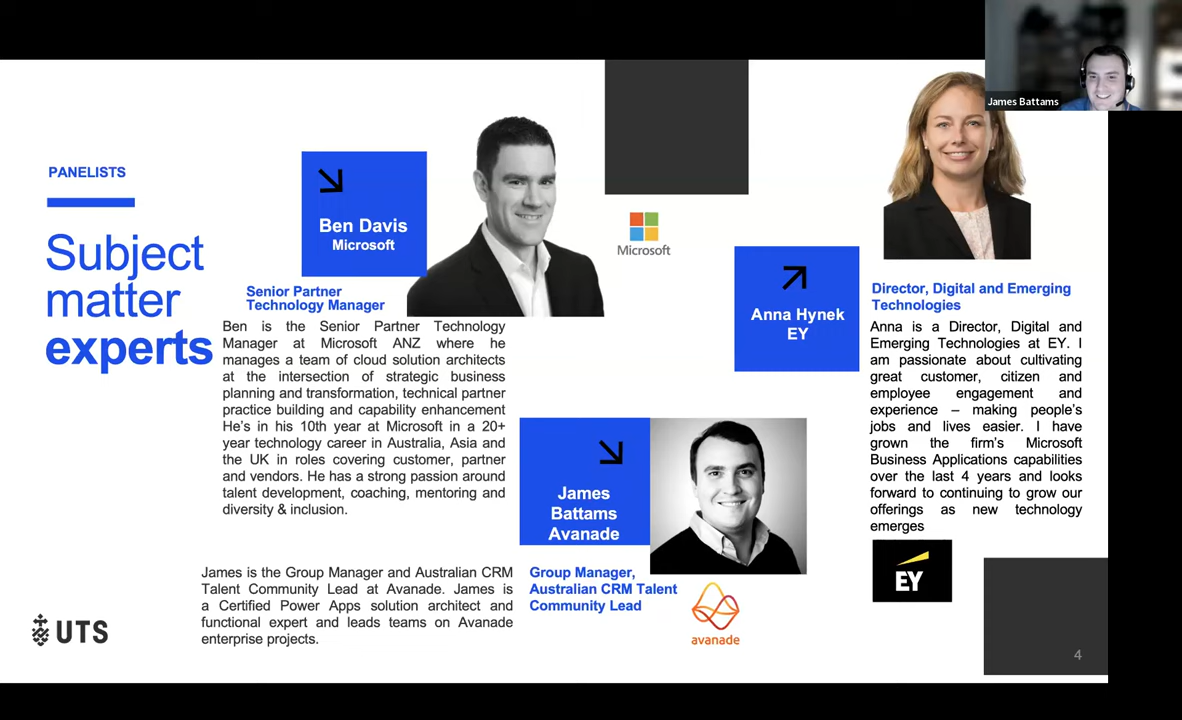 James Battams
PANELISTS
Subject
matter
experts
Ben Davis
Microsoft
Senior Partner
Technology Manager
Ben is the Senior Partner Technology
Manager at Microsoft ANZ where he
manages a team of cloud solution architects
at the intersection of strategic business
planning and transformation, technical partner
practice building and capability enhancement
He's in his 10th year at Microsoft in a 20+
year technology career in Australia, Asia and
the UK in roles covering customer, partner
and vendors. He has a strong passion around
talent development, coaching, mentoring and
diversity & inclusion.
Microsoft
Anna Hynek
EY
Director, Digital and Emerging
Technologies
Anna is a Director, Digital and
Emerging Technologies at EY. I
am passionate about cultivating
great customer, citizen and
employee engagement and
experience – making people's
jobs and lives easier. I have
grown the firm's Microsoft
Business Applications capabilities
over the last 4 years and looks
forward to continuing to grow our
offerings as new technology
emerges
EY
James
Battams
Avanade
Group Manager,
Australian CRM Talent
Community Lead
James is the Group Manager and Australian CRM
Talent Community Lead at Avanade. James is
a Certified Power Apps solution architect and
functional expert and leads teams on Avanade
enterprise projects.
avanade
UTS
4